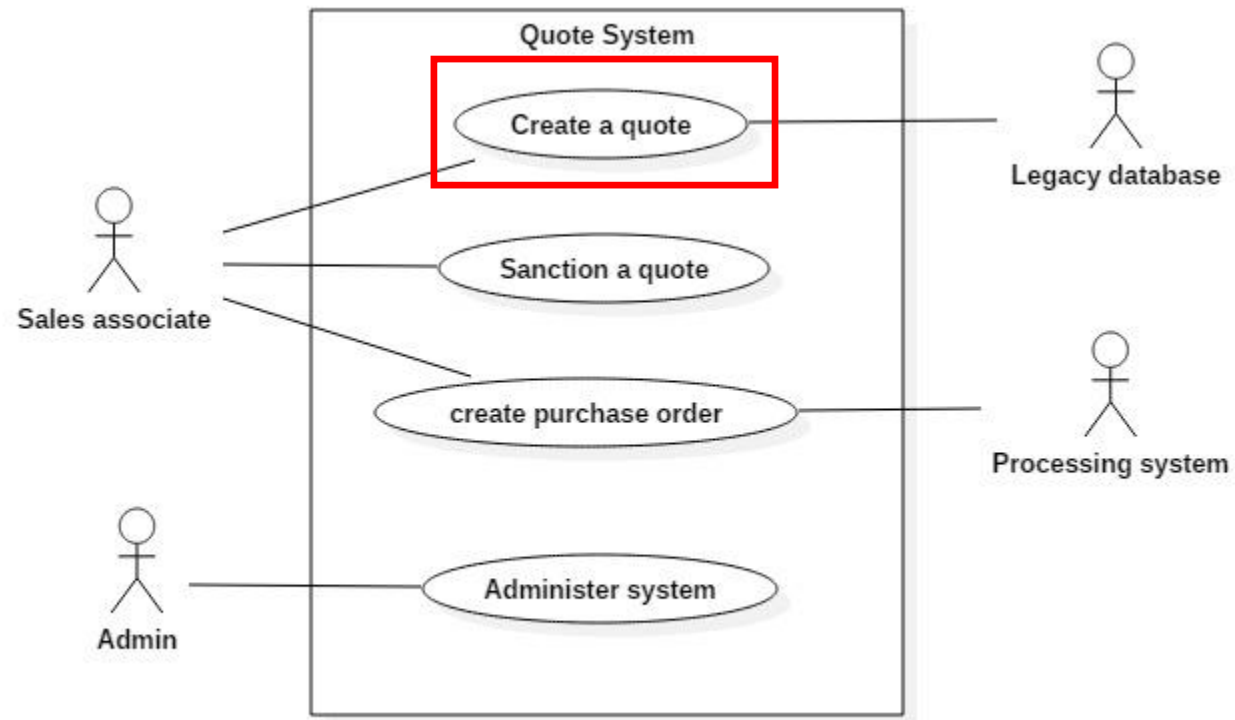 Quote System
Create a quote
Legacy database
Sanction a quote
Sales associate
create purchase order
Processing system
Administer system
Admin